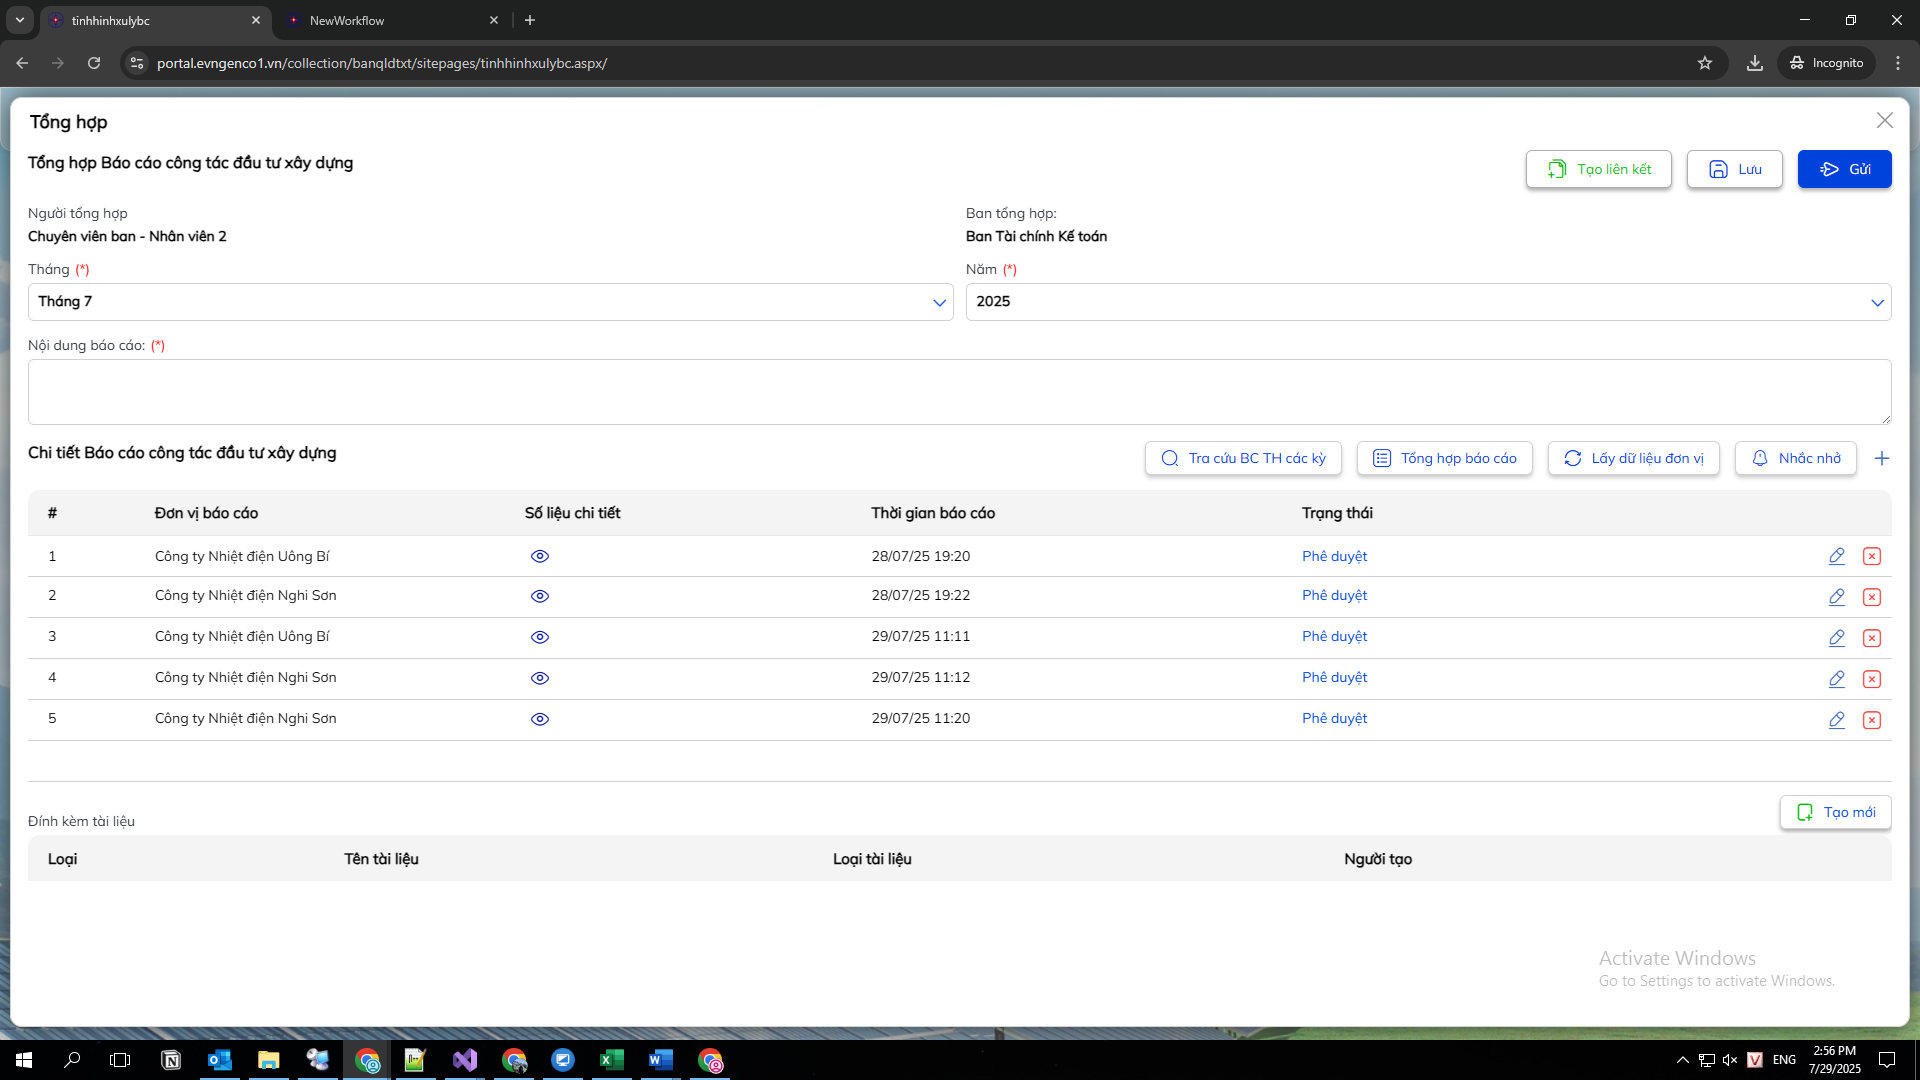 tinhhinhxulybc
NewWorkflow
portal.evngenco1.vn/collection/banqldtxt/sitepages/tinhhinhxulybc.aspx/
Incognito
Tổng hợp
Tổng hợp Báo cáo công tác đầu tư xây dựng
Tạo liên kết
Lưu
Gửi
Người tổng hợp
Chuyên viên ban - Nhân viên 2
Ban tổng hợp:
Ban Tài chính Kế toán
Tháng (*)
Tháng 7
Năm (*)
2025
Nội dung báo cáo: (*)
Chi tiết Báo cáo công tác đầu tư xây dựng
Tra cứu BC TH các kỳ
Tổng hợp báo cáo
Lấy dữ liệu đơn vị
Nhắc nhở
# Đơn vị báo cáo Số liệu chi tiết Thời gian báo cáo Trạng thái
1 Công ty Nhiệt điện Uông Bí 28/07/25 19:20 Phê duyệt
2 Công ty Nhiệt điện Nghi Sơn 28/07/25 19:22 Phê duyệt
3 Công ty Nhiệt điện Uông Bí 29/07/25 11:11 Phê duyệt
4 Công ty Nhiệt điện Nghi Sơn 29/07/25 11:12 Phê duyệt
5 Công ty Nhiệt điện Nghi Sơn 29/07/25 11:20 Phê duyệt
Đính kèm tài liệu
Tạo mới
Loại Tên tài liệu Loại tài liệu Người tạo
Activate Windows
Go to Settings to activate Windows.
ENG
2:56 PM
7/29/2025